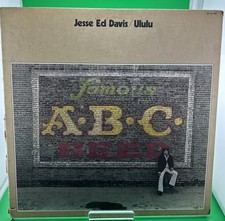 Jesse Ed Davis / Ululu
famous
A·B·C·
BEER